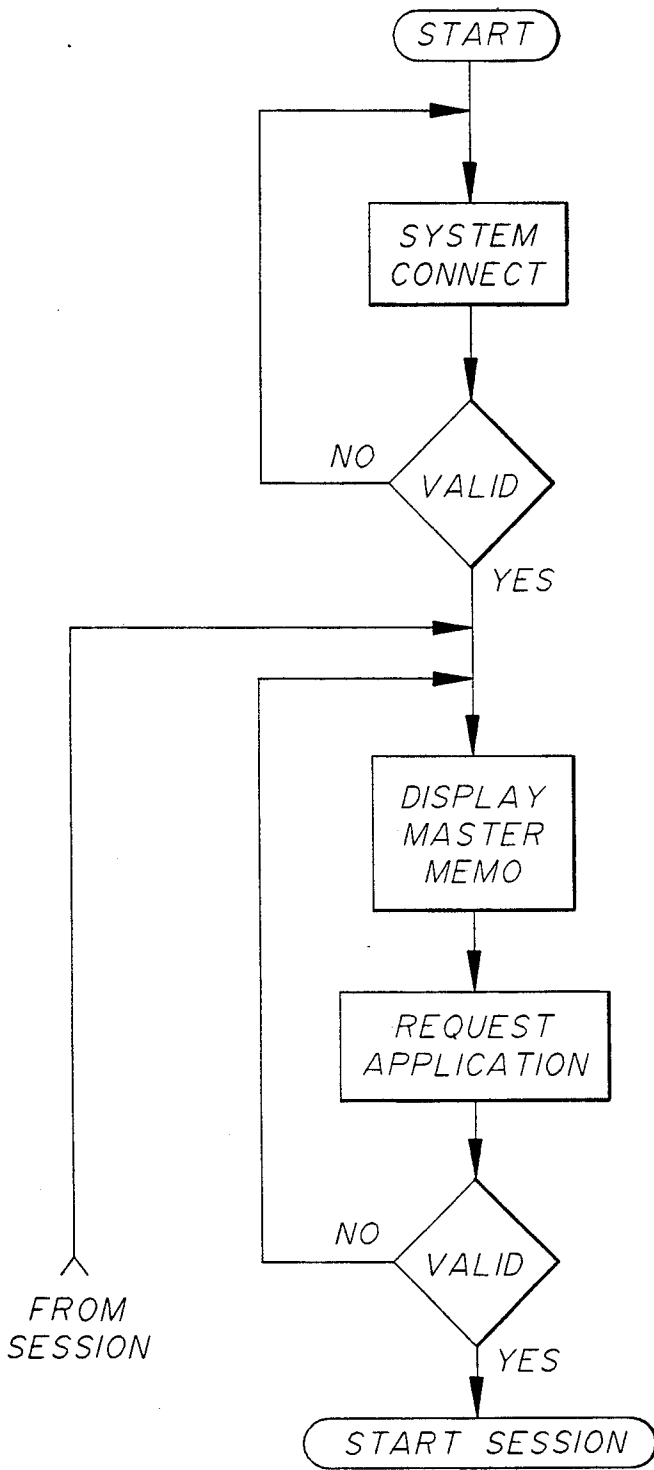 START
SYSTEM
CONNECT
NO
VALID
YES
DISPLAY
MASTER
MEMO
REQUEST
APPLICATION
NO
VALID
FROM
SESSION
YES
START SESSION